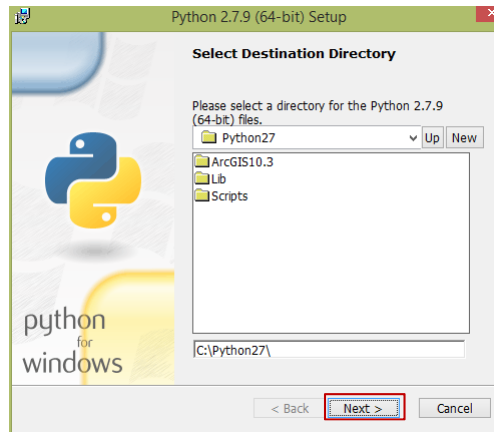 Python 2.7.9 (64-bit) Setup
Select Destination Directory
Please select a directory for the Python 2.7.9
(64-bit) files.
Python27
Up
New
ArcGIS10.3
Lib
Scripts
C:\Python27\
python
for
windows
< Back
Next >
Cancel